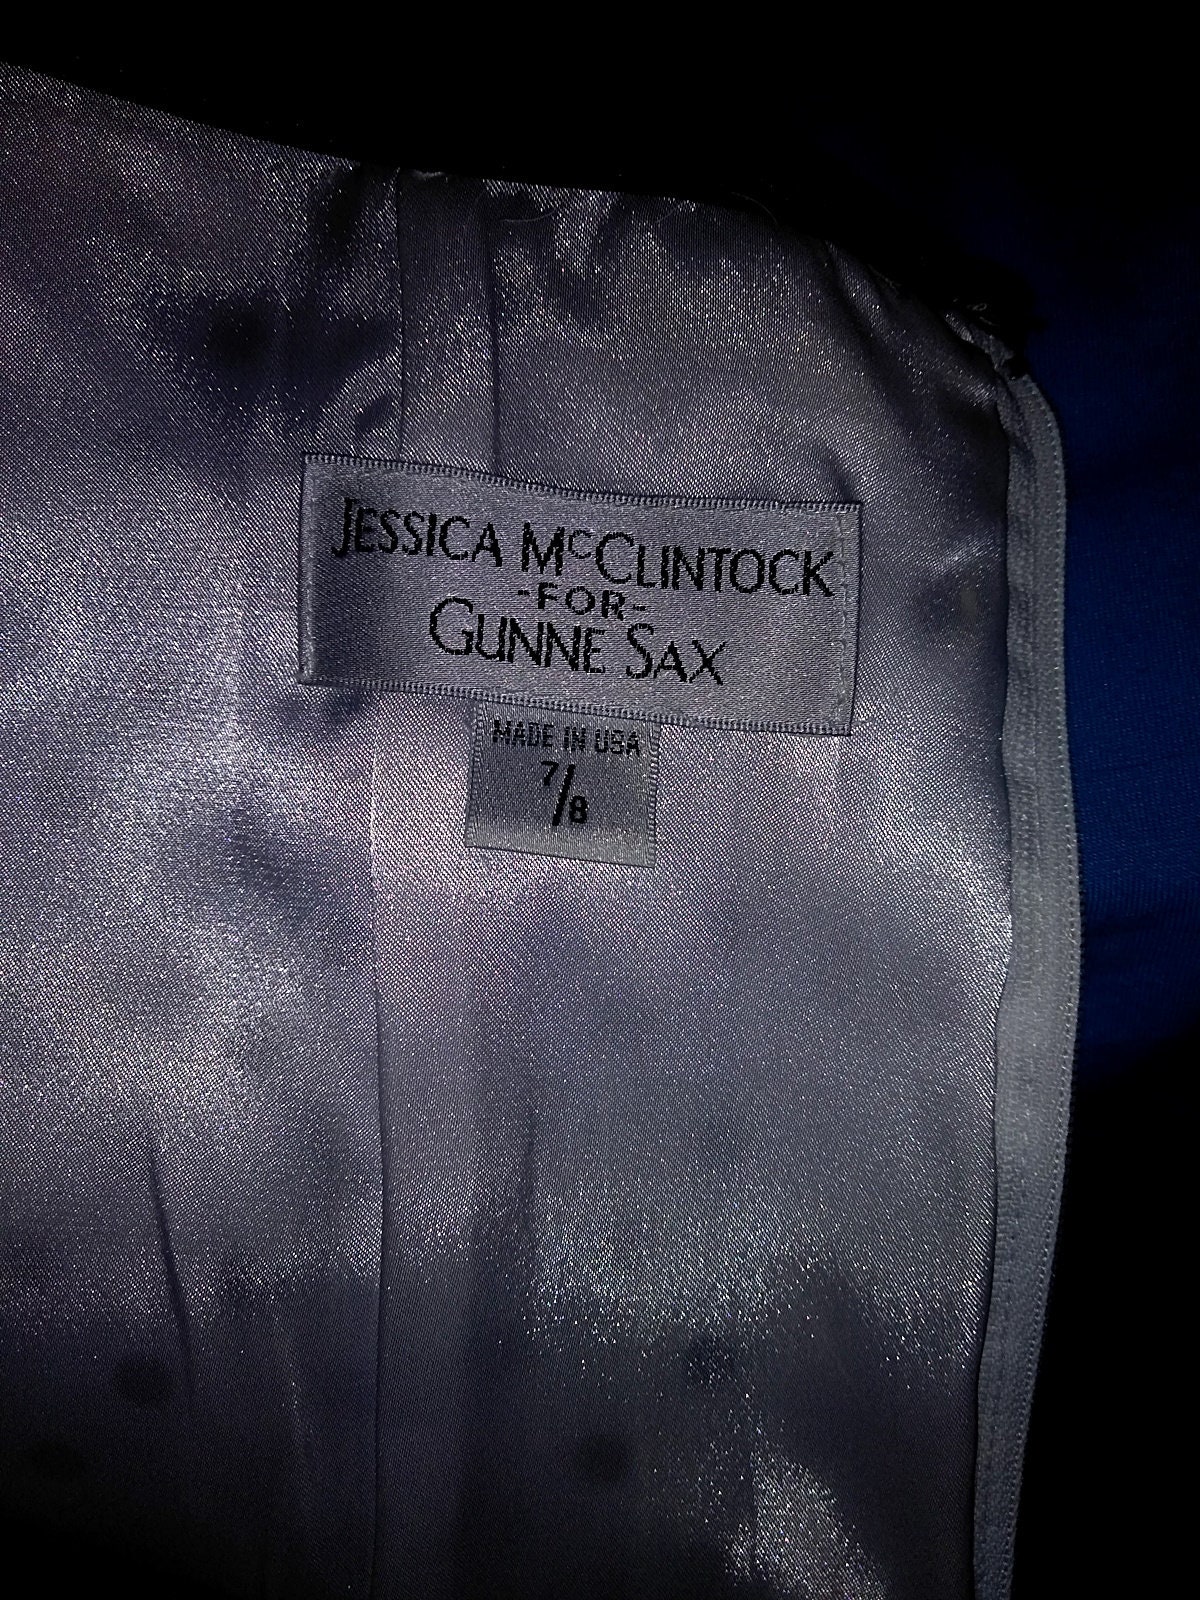 JESSICA MCCLINTOCK
-FOR-
GUNNE SAX
MADE IN USA
7/8